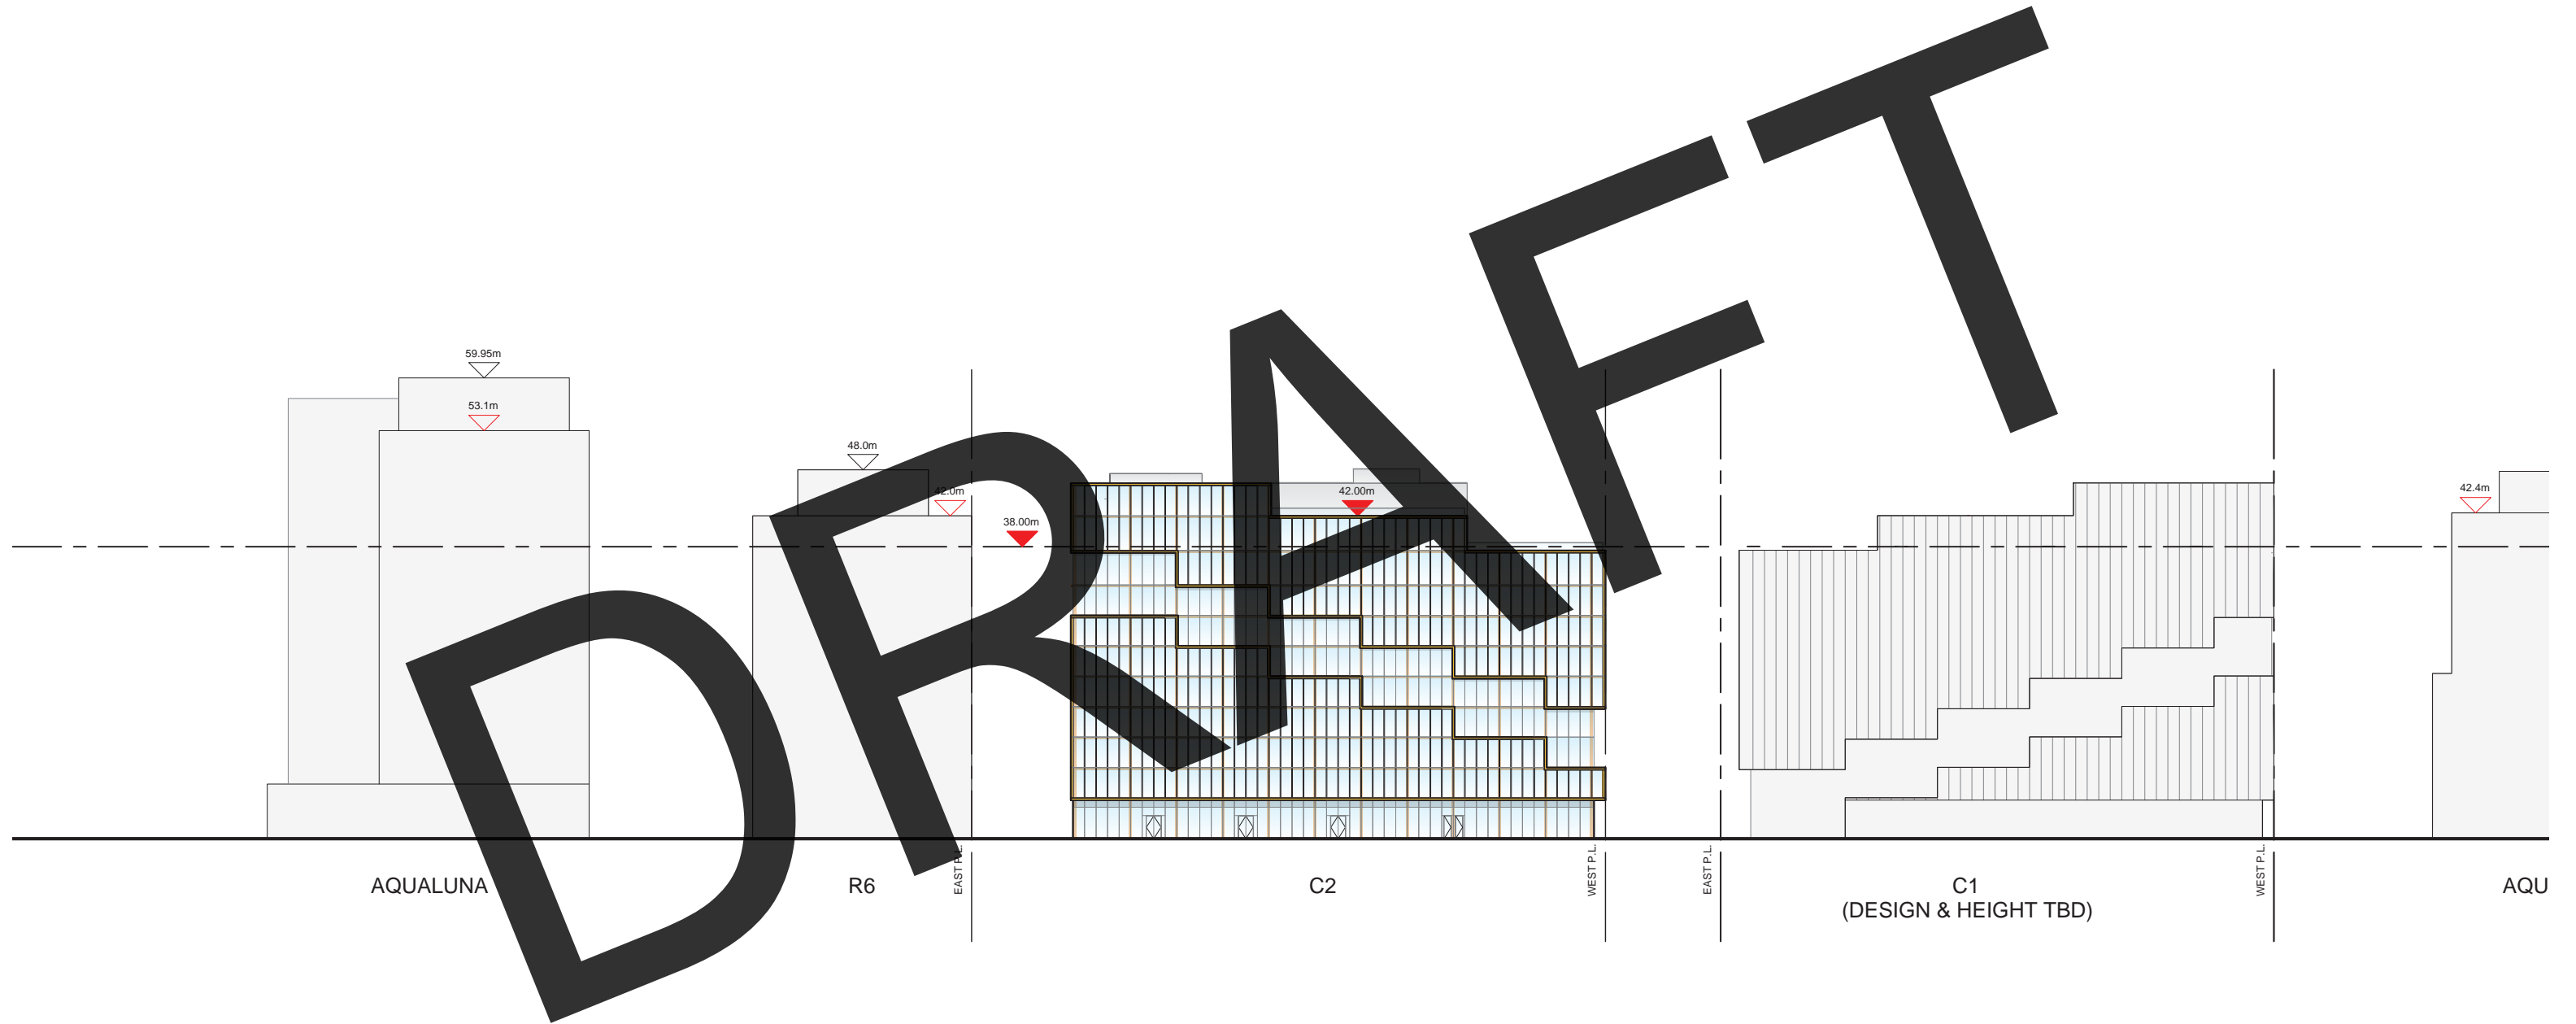 DRAFT
59.95m
53.1m
48.0m
42.0m
38.00m
42.00m
42.4m
EAST P.L.
WEST P.L.
EAST P.L.
WEST P.L.
AQUALUNA
R6
C2
C1
(DESIGN & HEIGHT TBD)
AQU